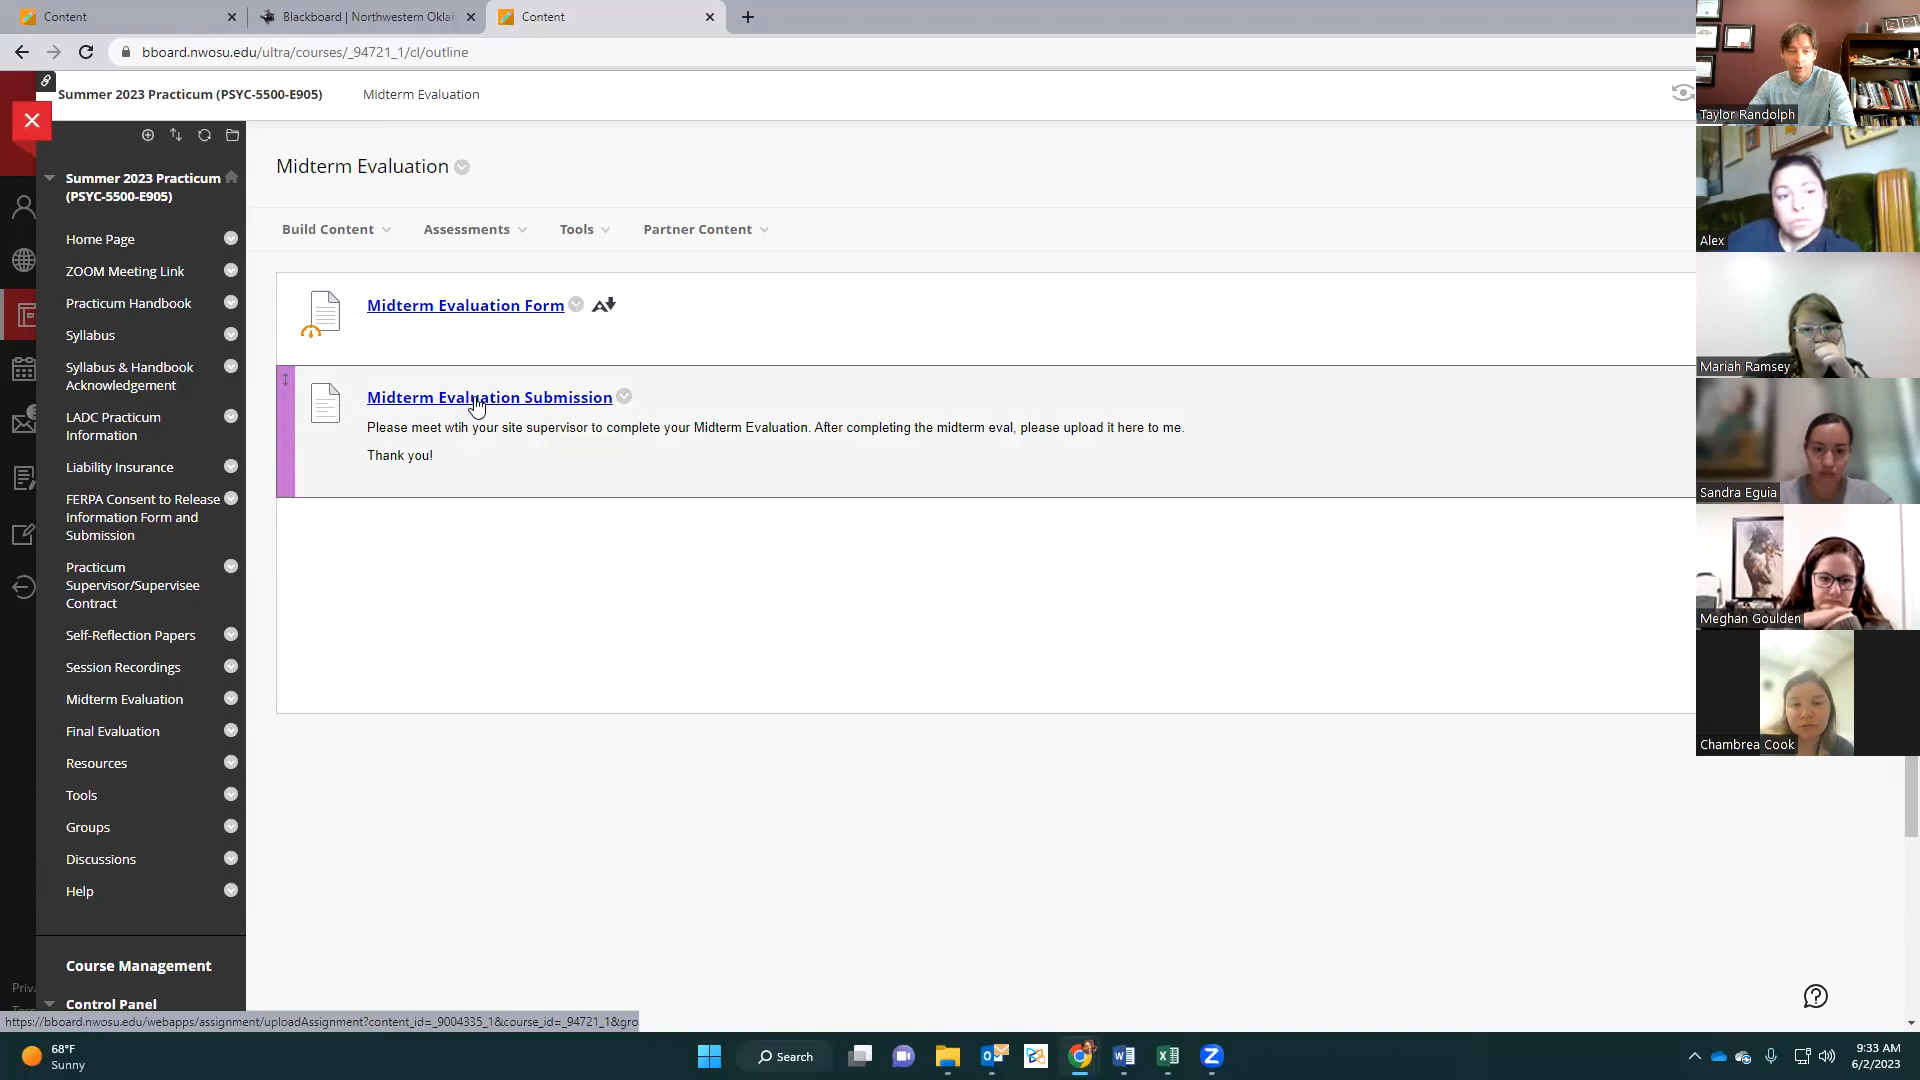 Content
Blackboard | Northwestern Okla
Content
bboard.nwosu.edu/ultra/courses/_94721_1/cl/outline
Summer 2023 Practicum (PSYC-5500-E905)
Midterm Evaluation
Summer 2023 Practicum
(PSYC-5500-E905)
Home Page
ZOOM Meeting Link
Practicum Handbook
Syllabus
Syllabus & Handbook
Acknowledgement
LADC Practicum
Information
Liability Insurance
FERPA Consent to Release
Information Form and
Submission
Practicum
Supervisor/Supervisee
Contract
Self-Reflection Papers
Session Recordings
Midterm Evaluation
Final Evaluation
Resources
Tools
Groups
Discussions
Help
Course Management
Control Panel
Priva
Midterm Evaluation
Build Content
Assessments
Tools
Partner Content
Midterm Evaluation Form
Midterm Evaluation Submission
Please meet wtih your site supervisor to complete your Midterm Evaluation. After completing the midterm eval, please upload it here to me.
Thank you!
Taylor Randolph
Alex
Mariah Ramsey
Sandra Eguia
Meghan Goulden
Chambrea Cook
https://bboard.nwosu.edu/webapps/assignment/uploadAssignment?content_id=_9004335_1&course_id=_94721_1&gro
68°F
Sunny
Search
9:33 AM
6/2/2023